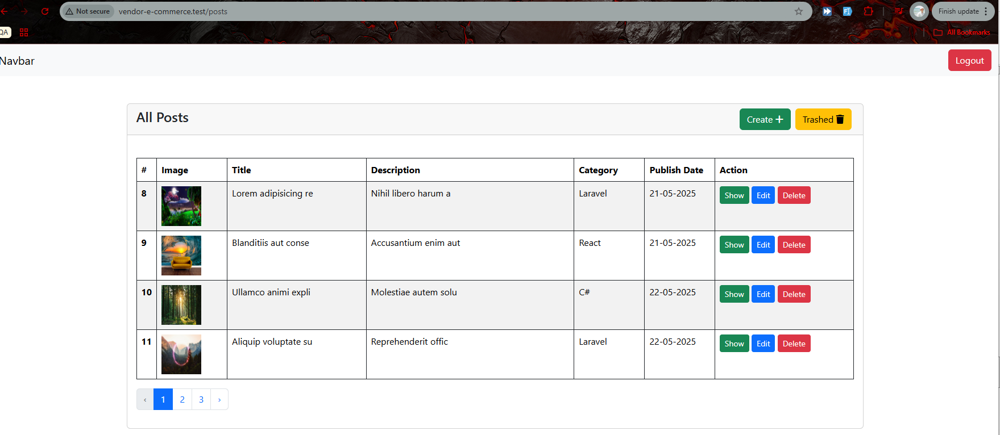 Not secure vendor-e-commerce.test/posts Finish update
QA All Bookmarks
Navbar Logout
All Posts Create + Trashed
# Image Title Description Category Publish Date Action
8 Lorem adipisicing re Nihil libero harum a Laravel 21-05-2025 Show Edit Delete
9 Blanditiis aut conse Accusantium enim aut React 21-05-2025 Show Edit Delete
10 Ullamco animi expli Molestiae autem solu C# 22-05-2025 Show Edit Delete
11 Aliquip voluptate su Reprehenderit offic Laravel 22-05-2025 Show Edit Delete
‹ 1 2 3 ›